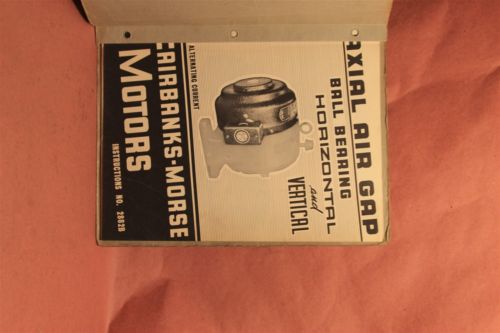 AXIAL AIR GAP
BALL BEARING
HORIZONTAL
and
VERTICAL
ALTERNATING CURRENT
FAIRBANKS-MORSE
MOTORS
INSTRUCTIONS NO. 2862B